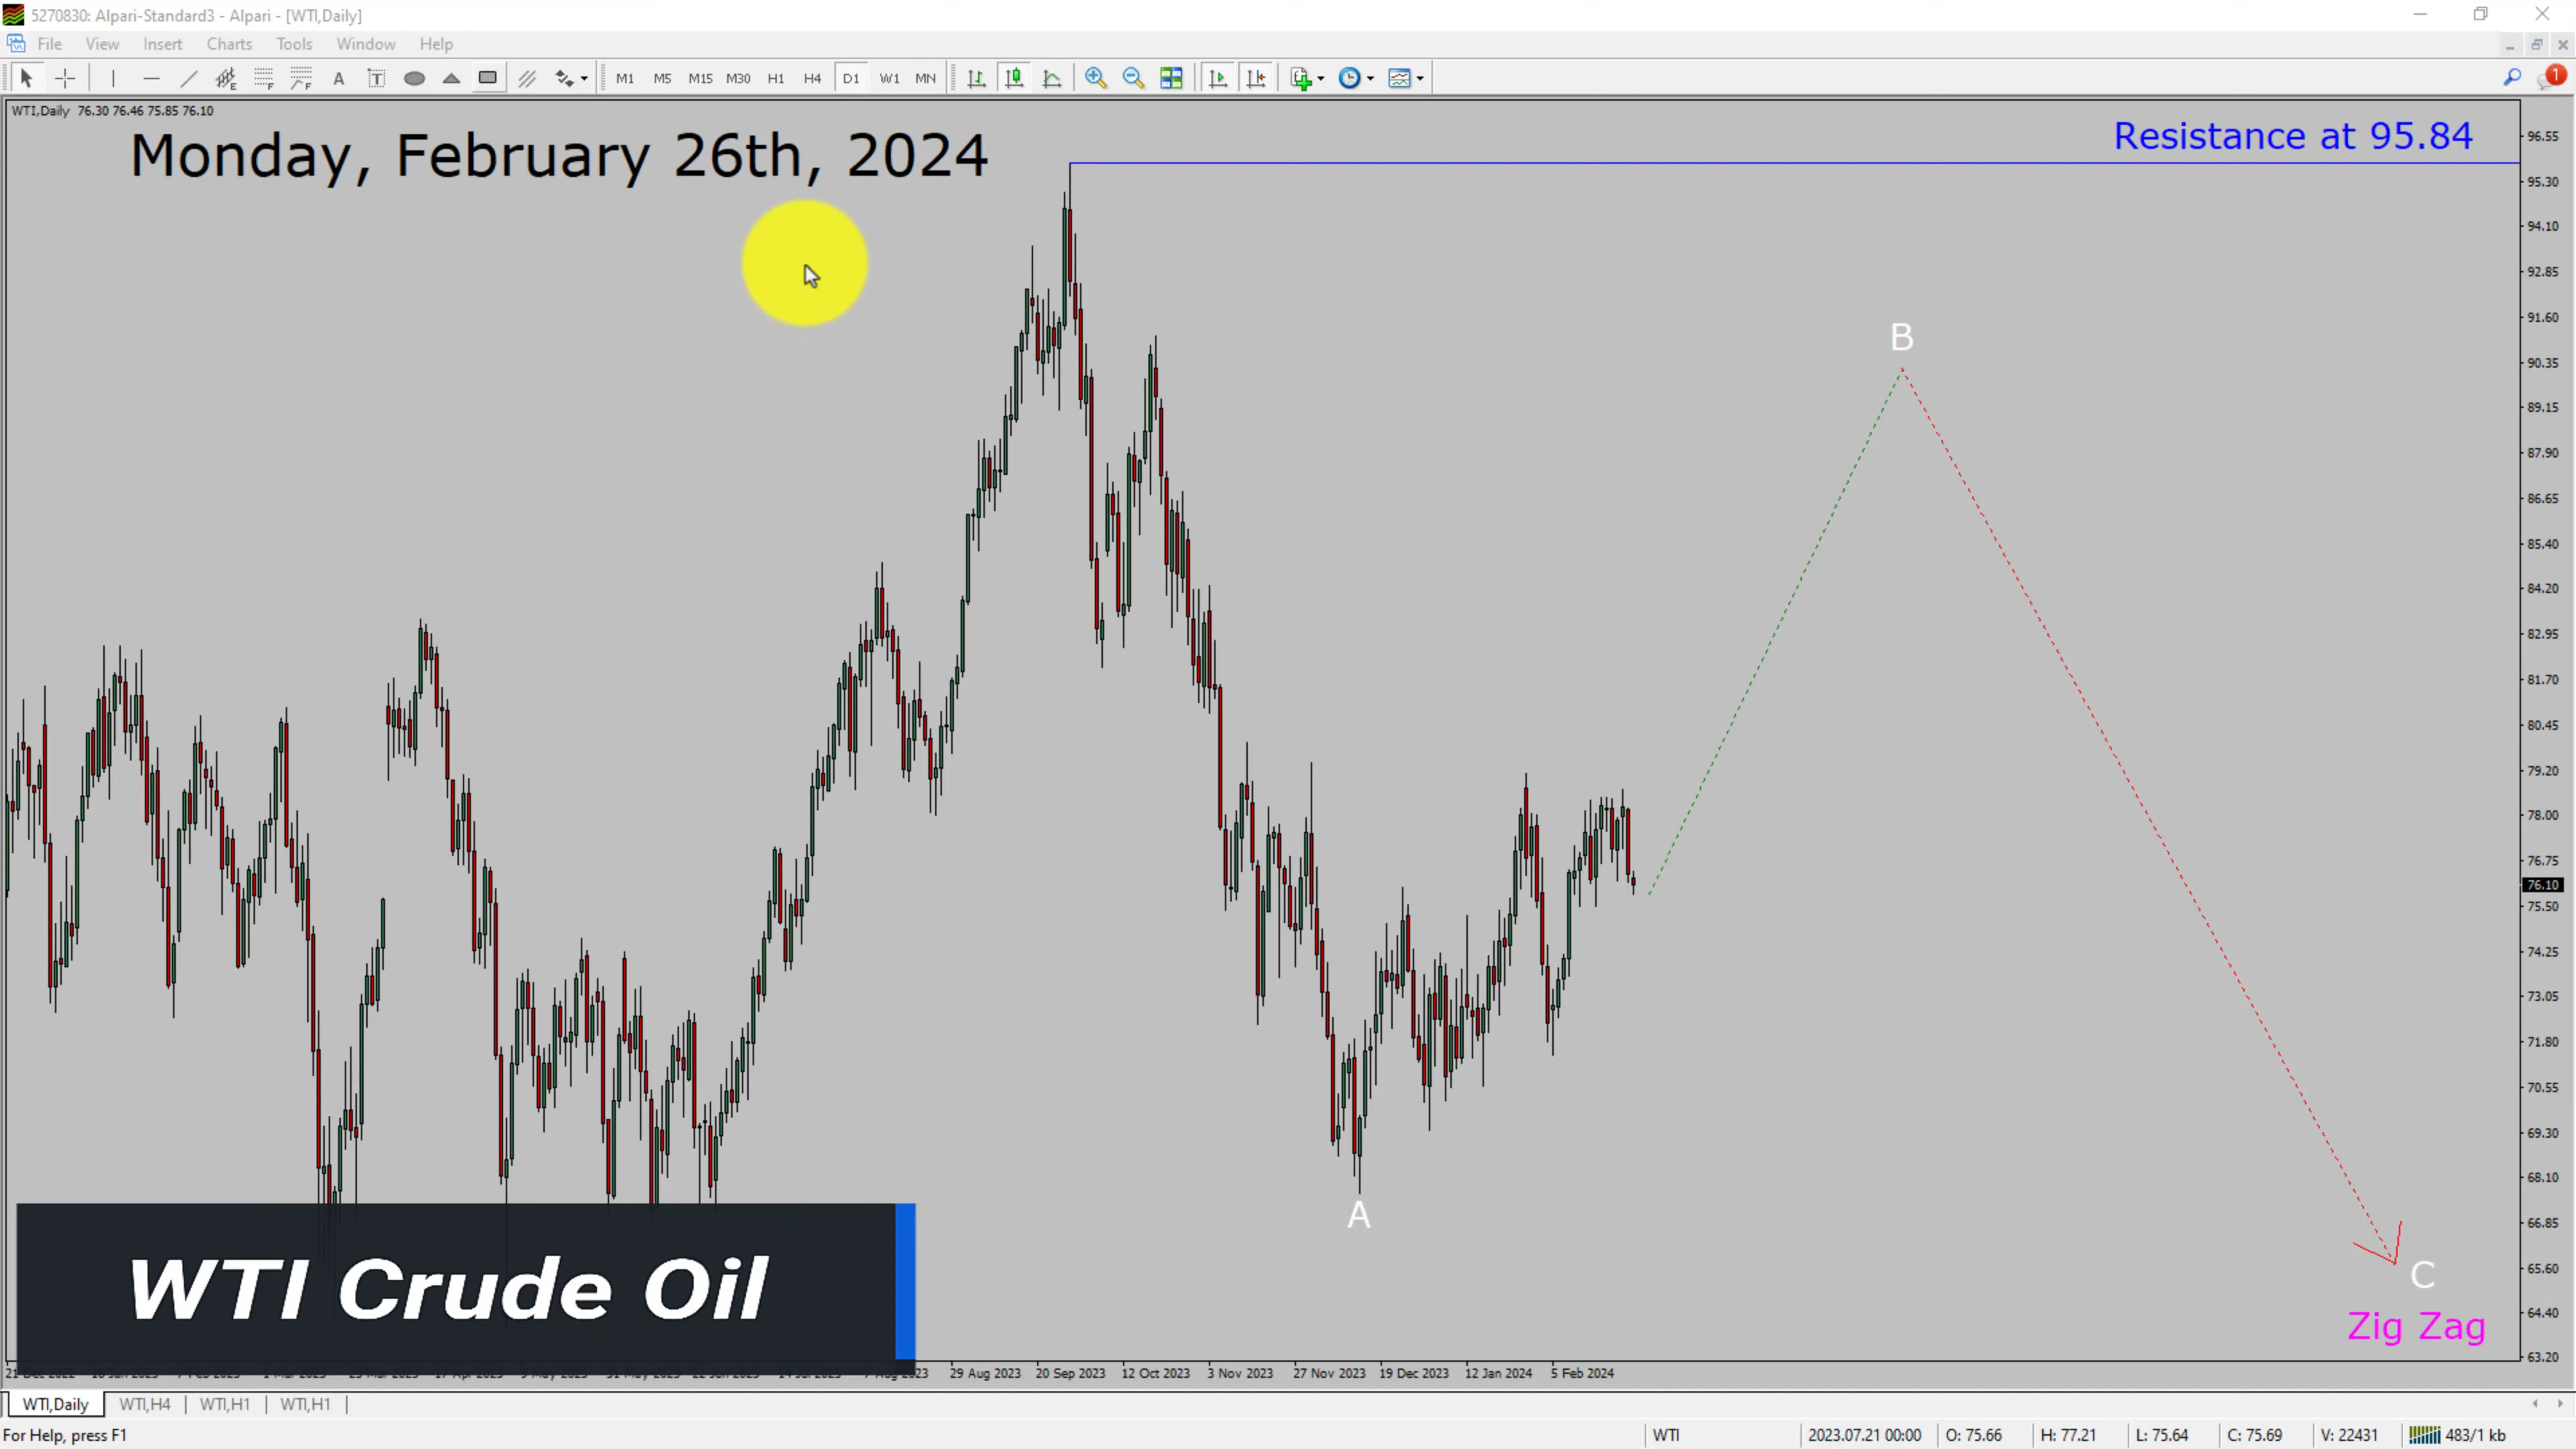 5270830: Alpari-Standard3 - Alpari - [WTI,Daily]
File View Insert Charts Tools Window Help
A T M1 M5 M15 M30 H1 H4 D1 W1 MN 1
WTI,Daily 76.30 76.46 75.85 76.10
Monday, February 26th, 2024
Resistance at 95.84
96.55
95.30
94.10
92.85
91.60
B
90.35
89.15
87.90
86.65
85.40
84.20
82.95
81.70
80.45
79.20
78.00
76.75
76.10
75.50
74.25
73.05
71.80
70.55
69.30
68.10
A
66.85
65.60
C
WTI Crude Oil
64.40
Zig Zag
63.20
29 Aug 2023 20 Sep 2023 12 Oct 2023 3 Nov 2023 27 Nov 2023 19 Dec 2023 12 Jan 2024 5 Feb 2024
WTI,Daily WTI,H4 WTI,H1 WTI,H1
For Help, press F1 WTI 2023.07.21 00:00 O: 75.66 H: 77.21 L: 75.64 C: 75.69 V: 22431 483/1 kb